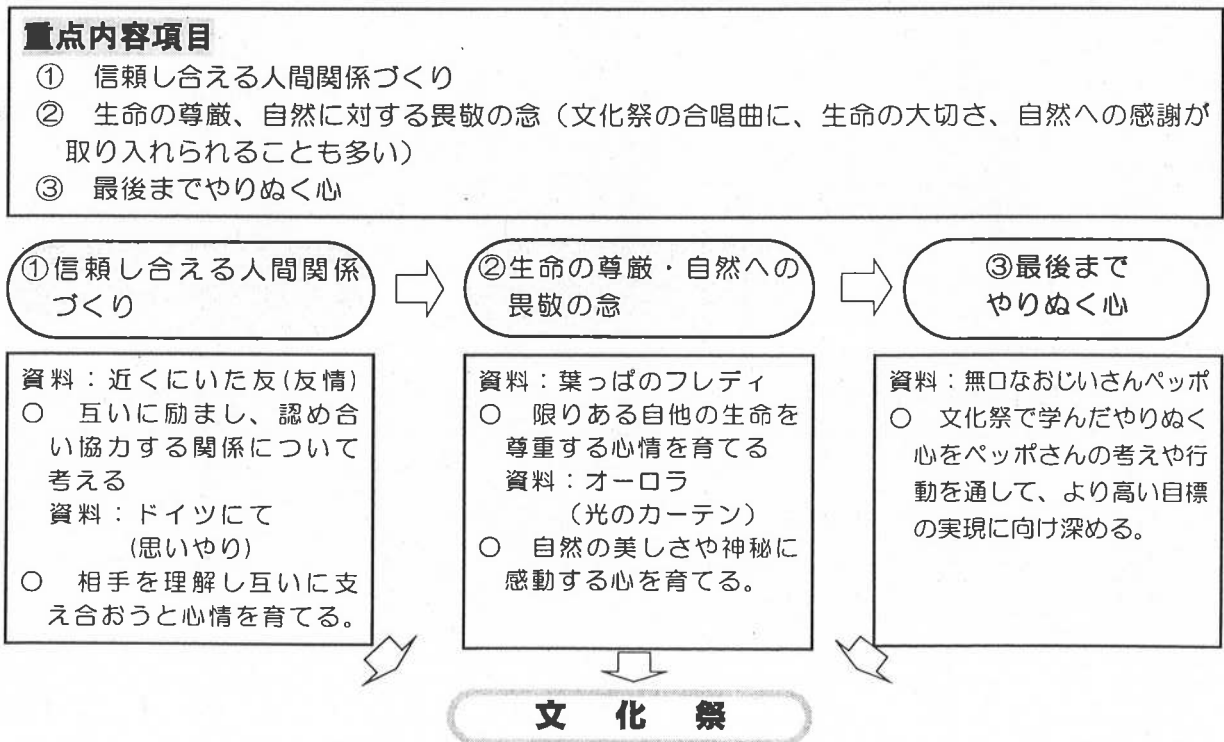 重点内容項目
① 信頼し合える人間関係づくり
② 生命の尊厳、自然に対する畏敬の念（文化祭の合唱曲に、生命の大切さ、自然への感謝が
取り入れられることも多い）
③ 最後までやりぬく心
①信頼し合える人間関係
づくり
②生命の尊厳・自然への
畏敬の念
③最後まで
やりぬく心
資料：近くにいた友(友情)
○ 互いに励まし、認め合
い協力する関係について
考える
資料：ドイツにて
(思いやり)
○ 相手を理解し互いに支
え合おうと心情を育てる。
資料：葉っぱのフレディ
○ 限りある自他の生命を
尊重する心情を育てる
資料：オーロラ
（光のカーテン）
○ 自然の美しさや神秘に
感動する心を育てる。
資料：無口なおじいさんペッポ
○ 文化祭で学んだやりぬく
心をペッポさんの考えや行
動を通して、より高い目標
の実現に向け深める。
文 化 祭